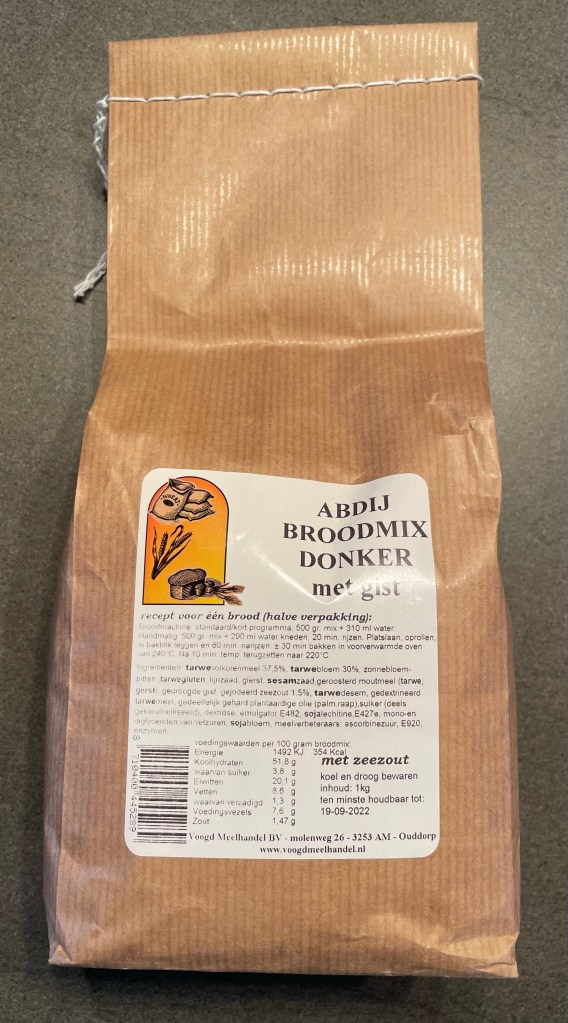 ABDIJ
BROODMIX
DONKER
met gist
recept voor één brood (halve verpakking):
Broodmachine: standaard/kort programma, 500 gr. mix + 310 ml water.
Handmatig: 500 gr. mix + 290 ml water kneden, 20 min. rijzen. Platslaan, oprollen,
in bakblik leggen en 60 min. narijzen. ± 30 min bakken in voorverwarmde oven
van 240°C. Na 10 min. temp. terugzetten naar 220°C.
Ingrediënten: tarwevolkorenmeel 37,5%, tarwebloem 30%, zonnebloem-
pitten, tarwegluten, lijnzaad, gierst, sesamzaad, geroosterd moutmeel (tarwe,
gerst), gedroogde gist, gejodeerd zeezout 1,5%, tarwedesem, gedextrineerd
tarwemeel, gedeeltelijk gehard plantaardige olie (palm,raap),suiker (deels
gekarameliseerd), dextrose, emulgator E482, sojalechitine,E427e, mono-en
diglyceriden van vetzuren, sojabloem, meelverbeteraars: ascorbinezuur, E920,
enzymen.
voedingswaarden per 100 gram broodmix:
Energie 1492 KJ 354 Kcal
Koolhydraten 51,8 g
waarvan suiker 3,8 g
Eiwitten 20,1 g
Vetten 8,6 g
waarvan verzadigd 1,3 g
Voedingsvezels 7,6 g
Zout 1,47 g
met zeezout
koel en droog bewaren
inhoud: 1kg
ten minste houdbaar tot:
19-09-2022
8 710400 445289
Voogd Meelhandel BV - molenweg 26 - 3253 AM - Ouddorp
www.voogdmeelhandel.nl